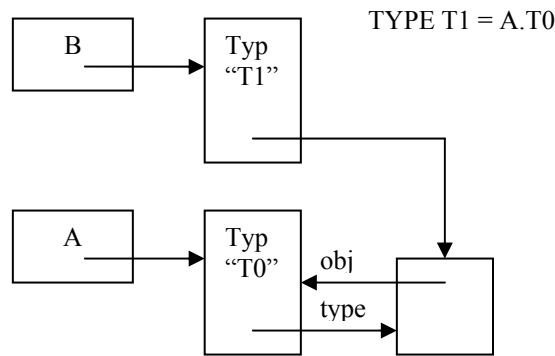 TYPE T1 = A.T0
B
Typ
“T1”
A
Typ
“T0”
obj
type